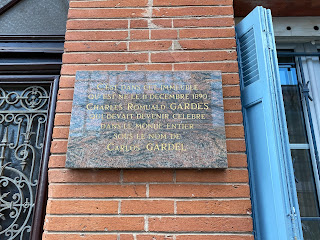 C'EST DANS CET IMMEUBLE
QU'EST NÉ LE 11 DÉCEMBRE 1890
CHARLES ROMUALD GARDES
QUI DEVAIT DEVENIR CÉLÈBRE
DANS LE MONDE ENTIER
SOUS LE NOM DE
CARLOS GARDEL